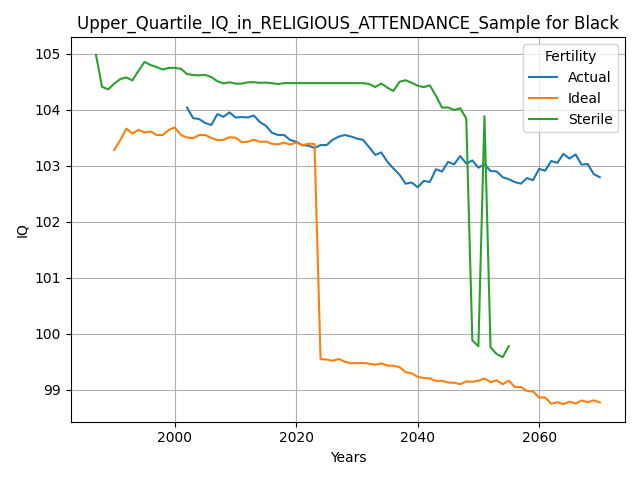 Upper_Quartile_IQ_in_RELIGIOUS_ATTENDANCE_Sample for Black
Fertility
Actual
Ideal
Sterile
105
104
103
102
101
100
99
IQ
2000
2020
2040
2060
Years